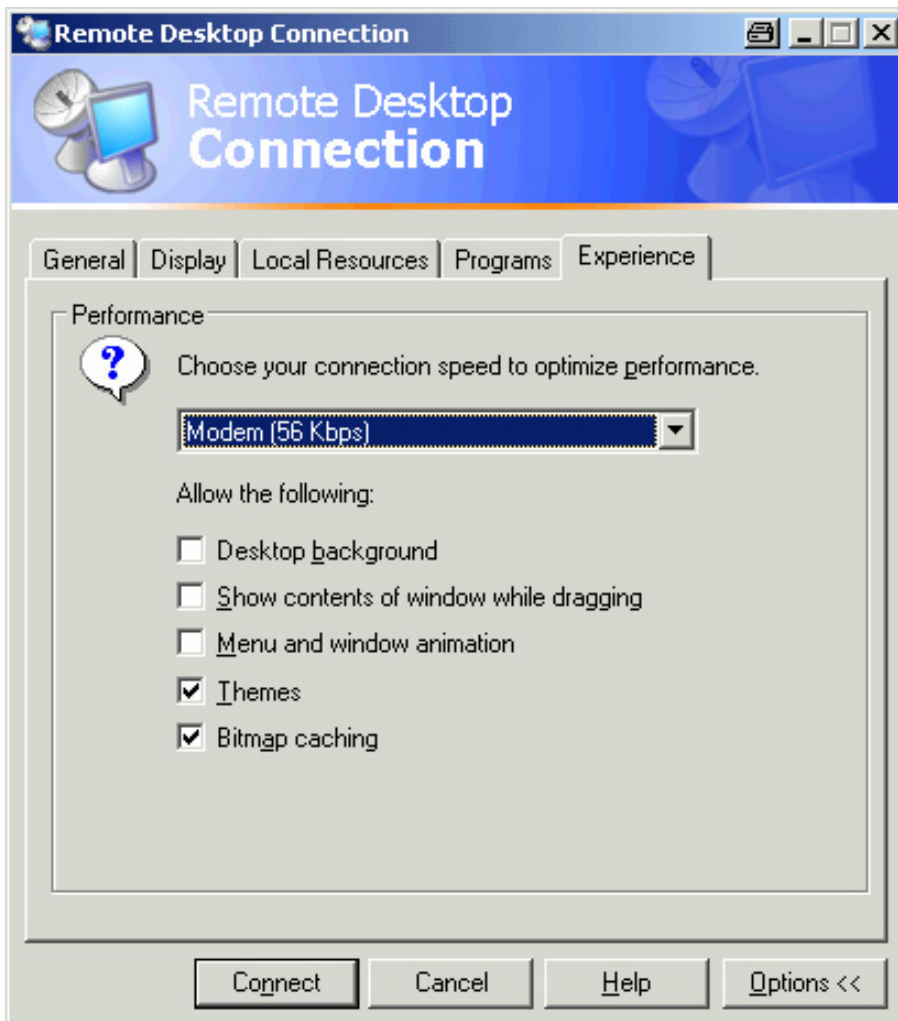 Remote Desktop Connection
Remote Desktop
Connection
General Display Local Resources Programs Experience
Performance
Choose your connection speed to optimize performance.
Modem (56 Kbps)
Allow the following:
Desktop background
Show contents of window while dragging
Menu and window animation
Themes
Bitmap caching
Connect Cancel Help Options <<